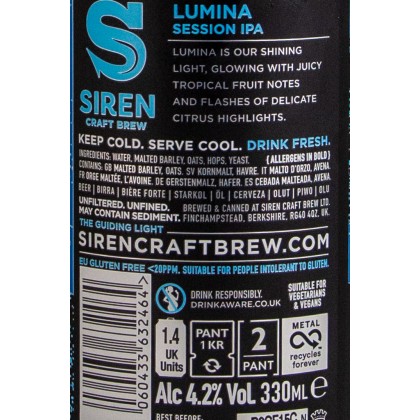 LUMINA
SESSION IPA
LUMINA IS OUR SHINING
LIGHT, GLOWING WITH JUICY
TROPICAL FRUIT NOTES
AND FLASHES OF DELICATE
CITRUS HIGHLIGHTS.
S
SIREN
CRAFT BREW
KEEP COLD. SERVE COOL. DRINK FRESH.
INGREDIENTS: WATER, MALTED BARLEY, OATS, HOPS, YEAST. (ALLERGENS IN BOLD)
CONTAINS: GB MALTED BARLEY, OATS. SV KORNMALT, HAVRE. IT MALTO D'ORZO, AVENA.
FR ORGE MALTÉE, L'AVOINE. DE GERSTENMALZ, HAFER. ES CEBADA MALTEADA, AVENA.
BEER | BIRRA | BIÈRE FORTE | STARKÖL | ÖL | CERVEZA | OLUT | PIWO | OLU
UNFILTERED. UNFINED. BREWED & CANNED AT SIREN CRAFT BREW LTD.
MAY CONTAIN SEDIMENT. FINCHAMPSTEAD, BERKSHIRE, RG40 4QZ. UK.
THE GUIDING LIGHT
SIRENCRAFTBREW.COM
EU GLUTEN FREE <20PPM. SUITABLE FOR PEOPLE INTOLERANT TO GLUTEN.
DRINK RESPONSIBLY.
DRINKAWARE.CO.UK
SUITABLE FOR
VEGETARIANS
& VEGANS
1.4
UK
Units
PANT
1 KR
2
PANT
METAL
recycles
forever
0604331632464
Alc 4.2% Vol 330ml e
BEST BEFORE: